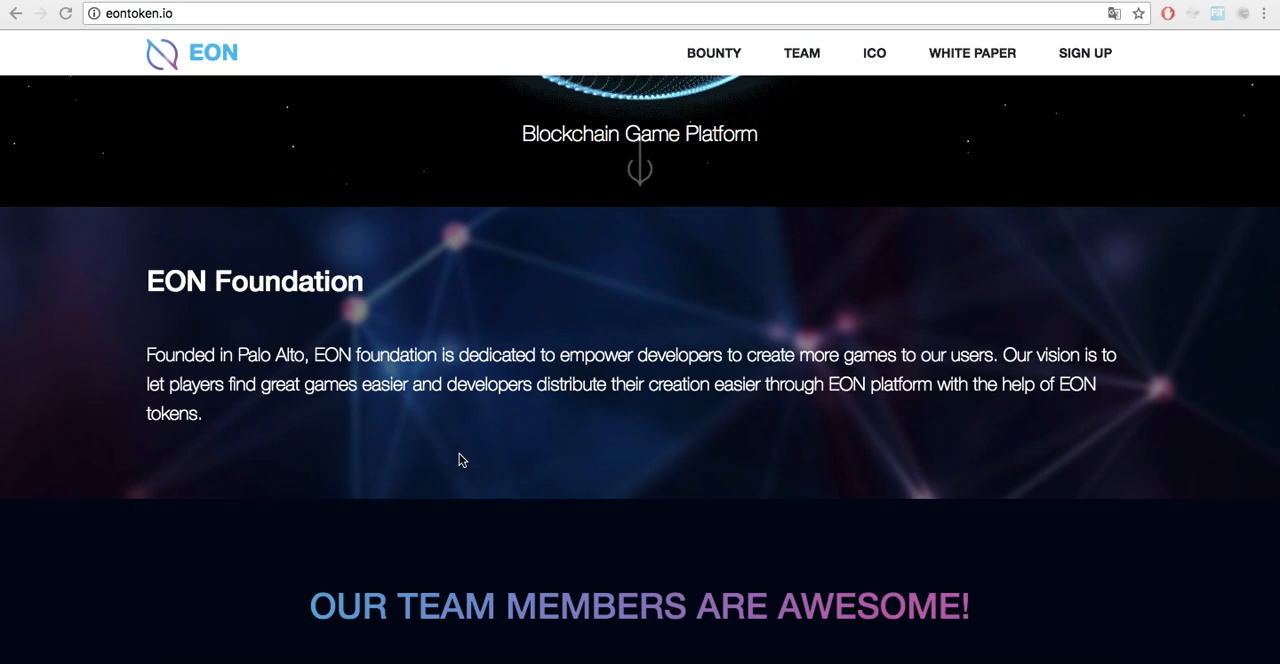 eontoken.io
EON
BOUNTY TEAM ICO WHITE PAPER SIGN UP
Blockchain Game Platform
EON Foundation
Founded in Palo Alto, EON foundation is dedicated to empower developers to create more games to our users. Our vision is to
let players find great games easier and developers distribute their creation easier through EON platform with the help of EON
tokens.
OUR TEAM MEMBERS ARE AWESOME!